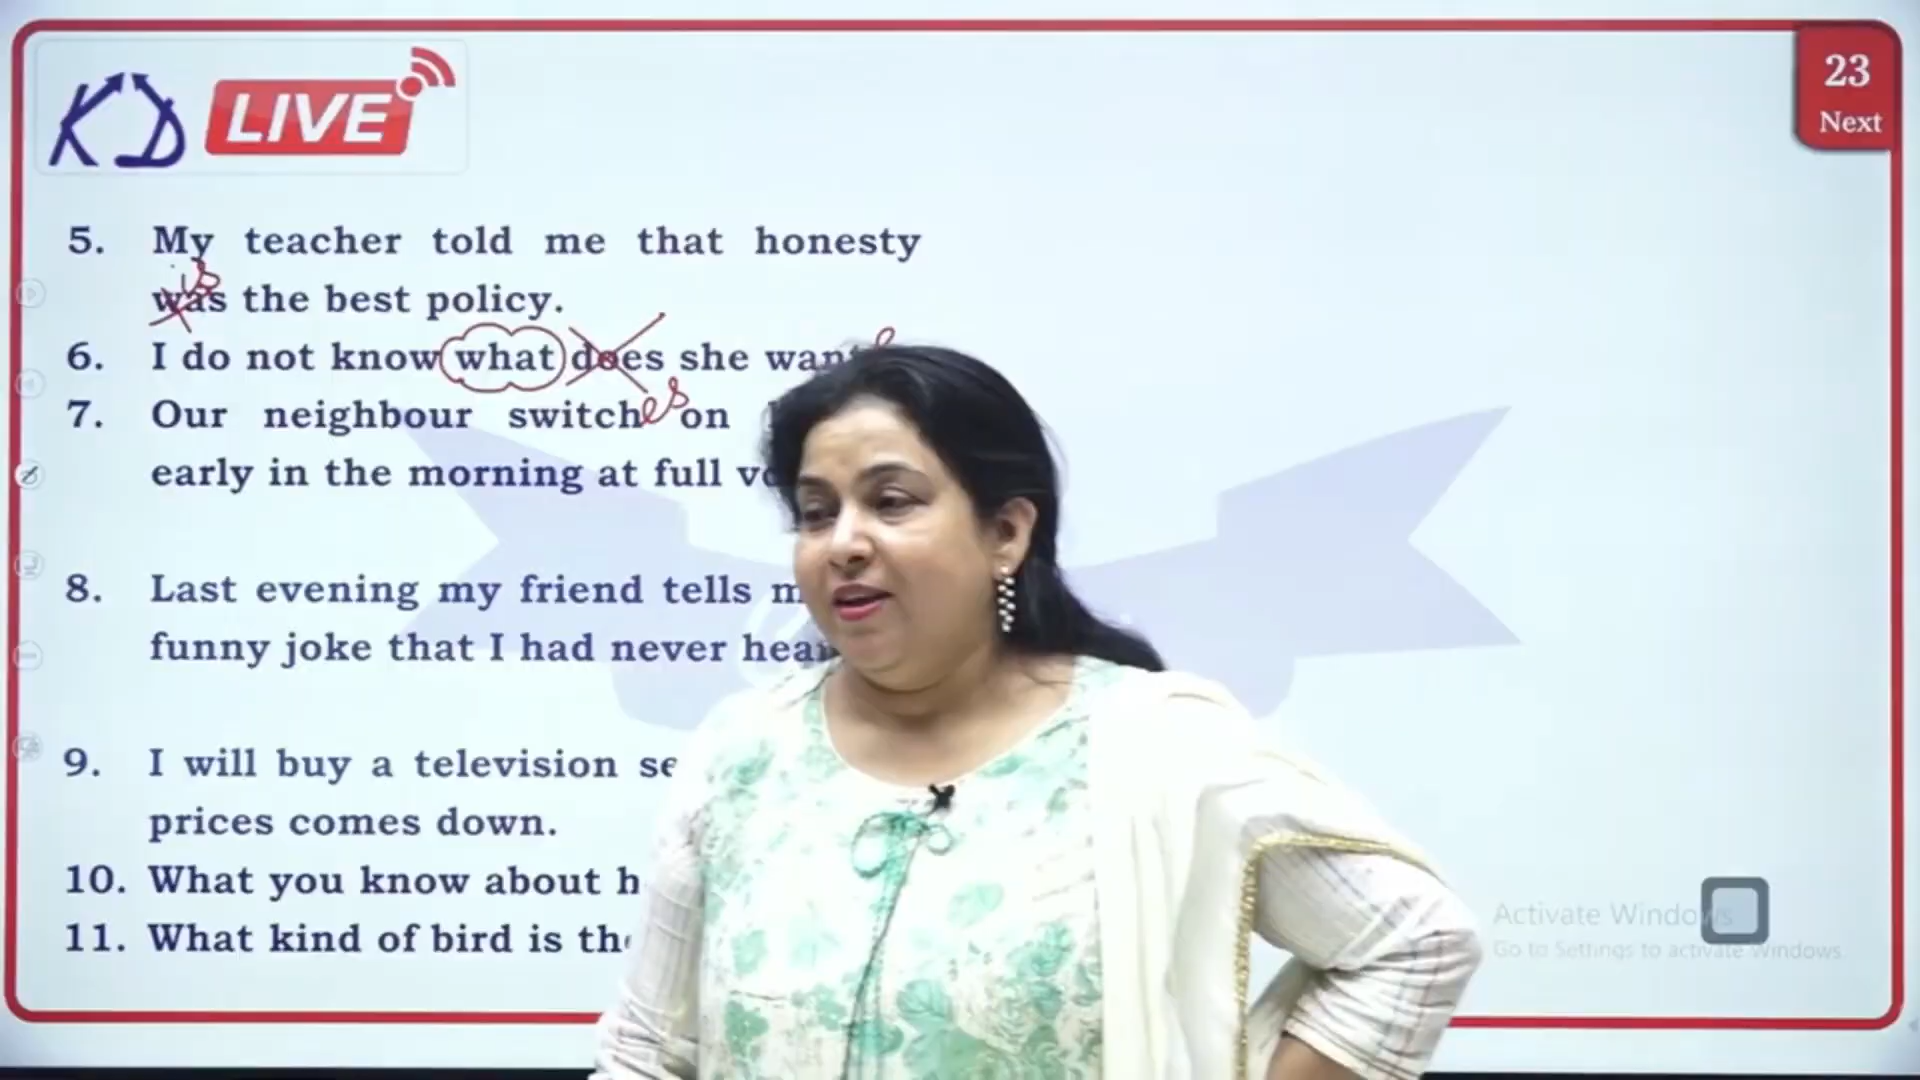 KD LIVE
23
Next
5. My teacher told me that honesty
is
was the best policy.
6. I do not know what does she want
7. Our neighbour switches on
early in the morning at full
8. Last evening my friend tells
funny joke that I had never
9. I will buy a television
prices comes down.
10. What you know about
11. What kind of bird is
Activate Windows
Go to Settings to activate Windows.